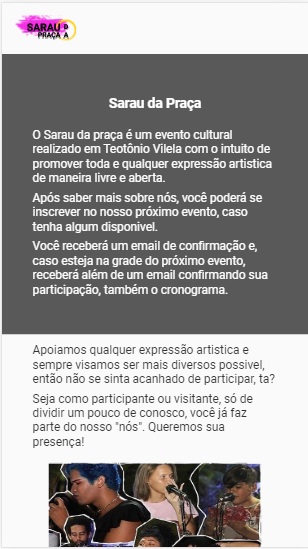 SARAU D
PRAÇA A
Sarau da Praça
O Sarau da praça é um evento cultural
realizado em Teotônio Vilela com o intuito de
promover toda e qualquer expressão artistica
de maneira livre e aberta.
Após saber mais sobre nós, você poderá se
inscrever no nosso próximo evento, caso
tenha algum disponivel.
Você receberá um email de confirmação e,
caso esteja na grade do próximo evento,
receberá além de um email confirmando sua
participação, também o cronograma.
Apoiamos qualquer expressão artistica e
sempre visamos ser mais diversos possivel,
então não se sinta acanhado de participar, ta?
Seja como participante ou visitante, só de
dividir um pouco de conosco, você já faz
parte do nosso "nós". Queremos sua
presença!